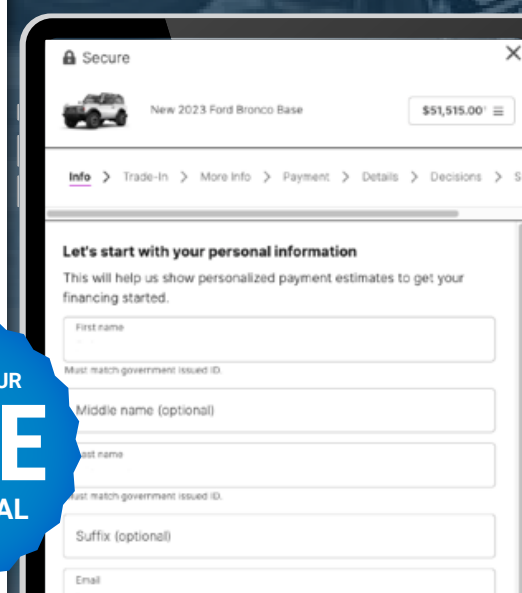 Secure
New 2023 Ford Bronco Base
$51,515.00
Info > Trade-In > More Info > Payment > Details > Decisions > S
Let's start with your personal information
This will help us show personalized payment estimates to get your
financing started.
First name
Must match government issued ID.
Middle name (optional)
ast name
ust match government issued ID.
Suffix (optional)
Email
UR
E
AL